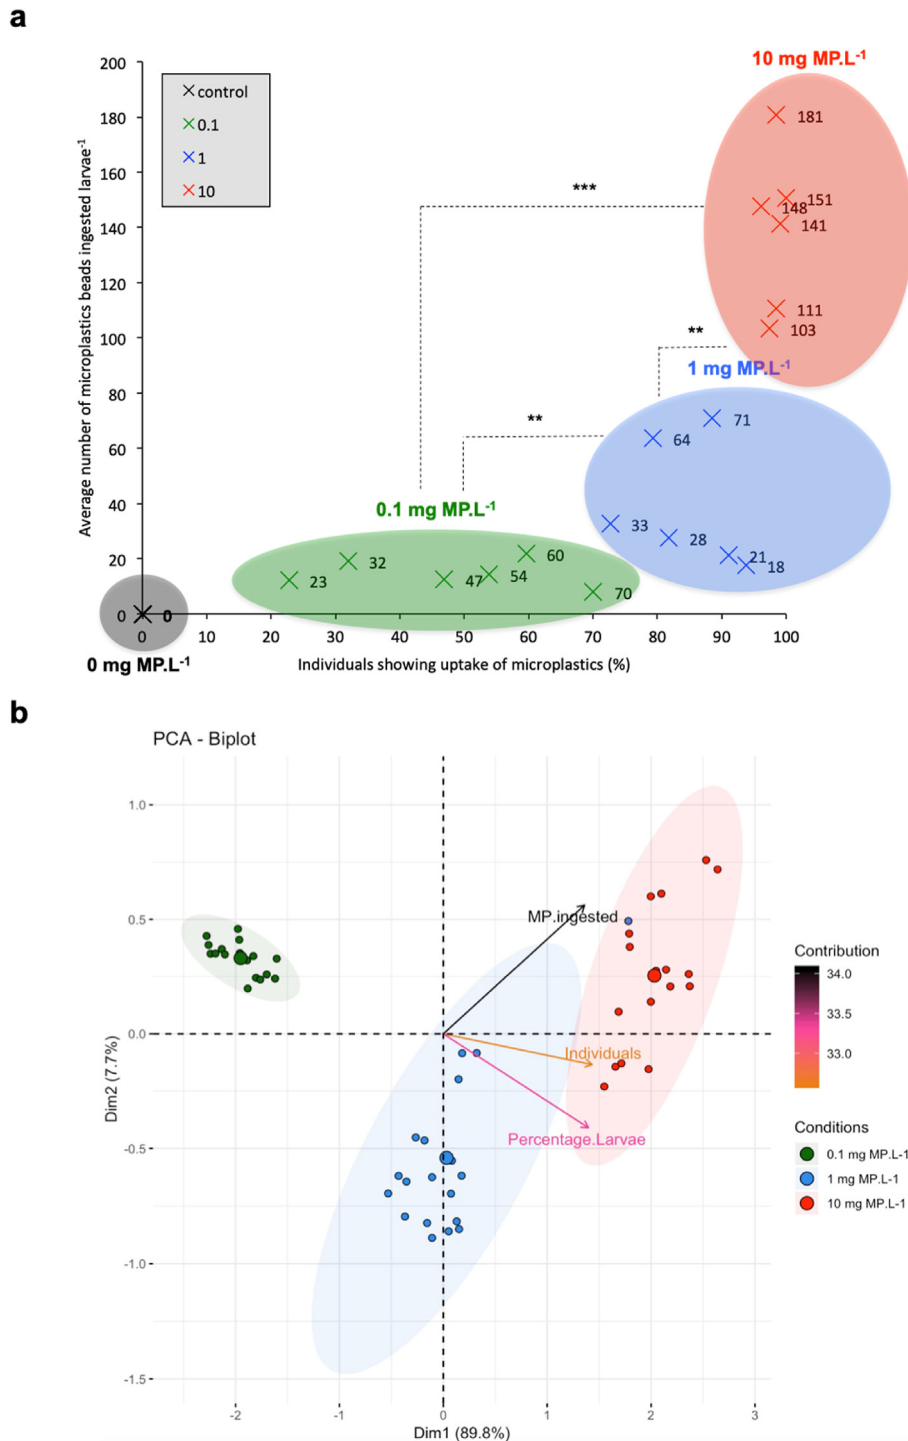 a
10 mg MP.L-1
200
180
160
140
120
100
80
60
40
20
0
Average number of microplastics beads ingested larvae-1
control
0.1
1
10
181
151
148
141
111
103
***
**
1 mg MP.L-1
71
64
33
28
21
18
**
0.1 mg MP.L-1
23
32
47
54
60
70
0
0 10 20 30 40 50 60 70 80 90 100
0 mg MP.L-1
Individuals showing uptake of microplastics (%)
b
PCA - Biplot
1.0
0.5
0.0
-0.5
-1.0
-1.5
Dim2 (7.7%)
MP.ingested
Individuals
Percentage.Larvae
-2 -1 0 1 2 3
Dim1 (89.8%)
Contribution
34.0
33.5
33.0
Conditions
0.1 mg MP.L-1
1 mg MP.L-1
10 mg MP.L-1